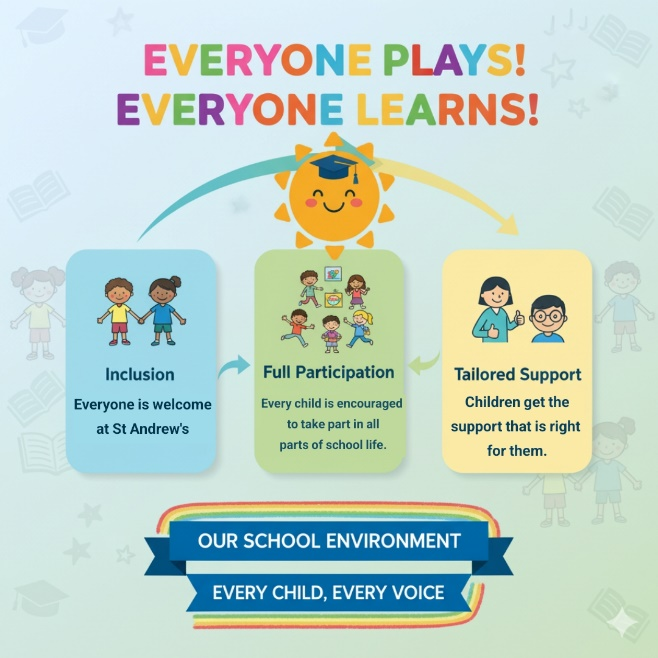 EVERYONE PLAYS!
EVERYONE LEARNS!
Inclusion
Everyone is welcome
at St Andrew's
Full Participation
Every child is encouraged
to take part in all
parts of school life.
Tailored Support
Children get the
support that is right
for them.
OUR SCHOOL ENVIRONMENT
EVERY CHILD, EVERY VOICE